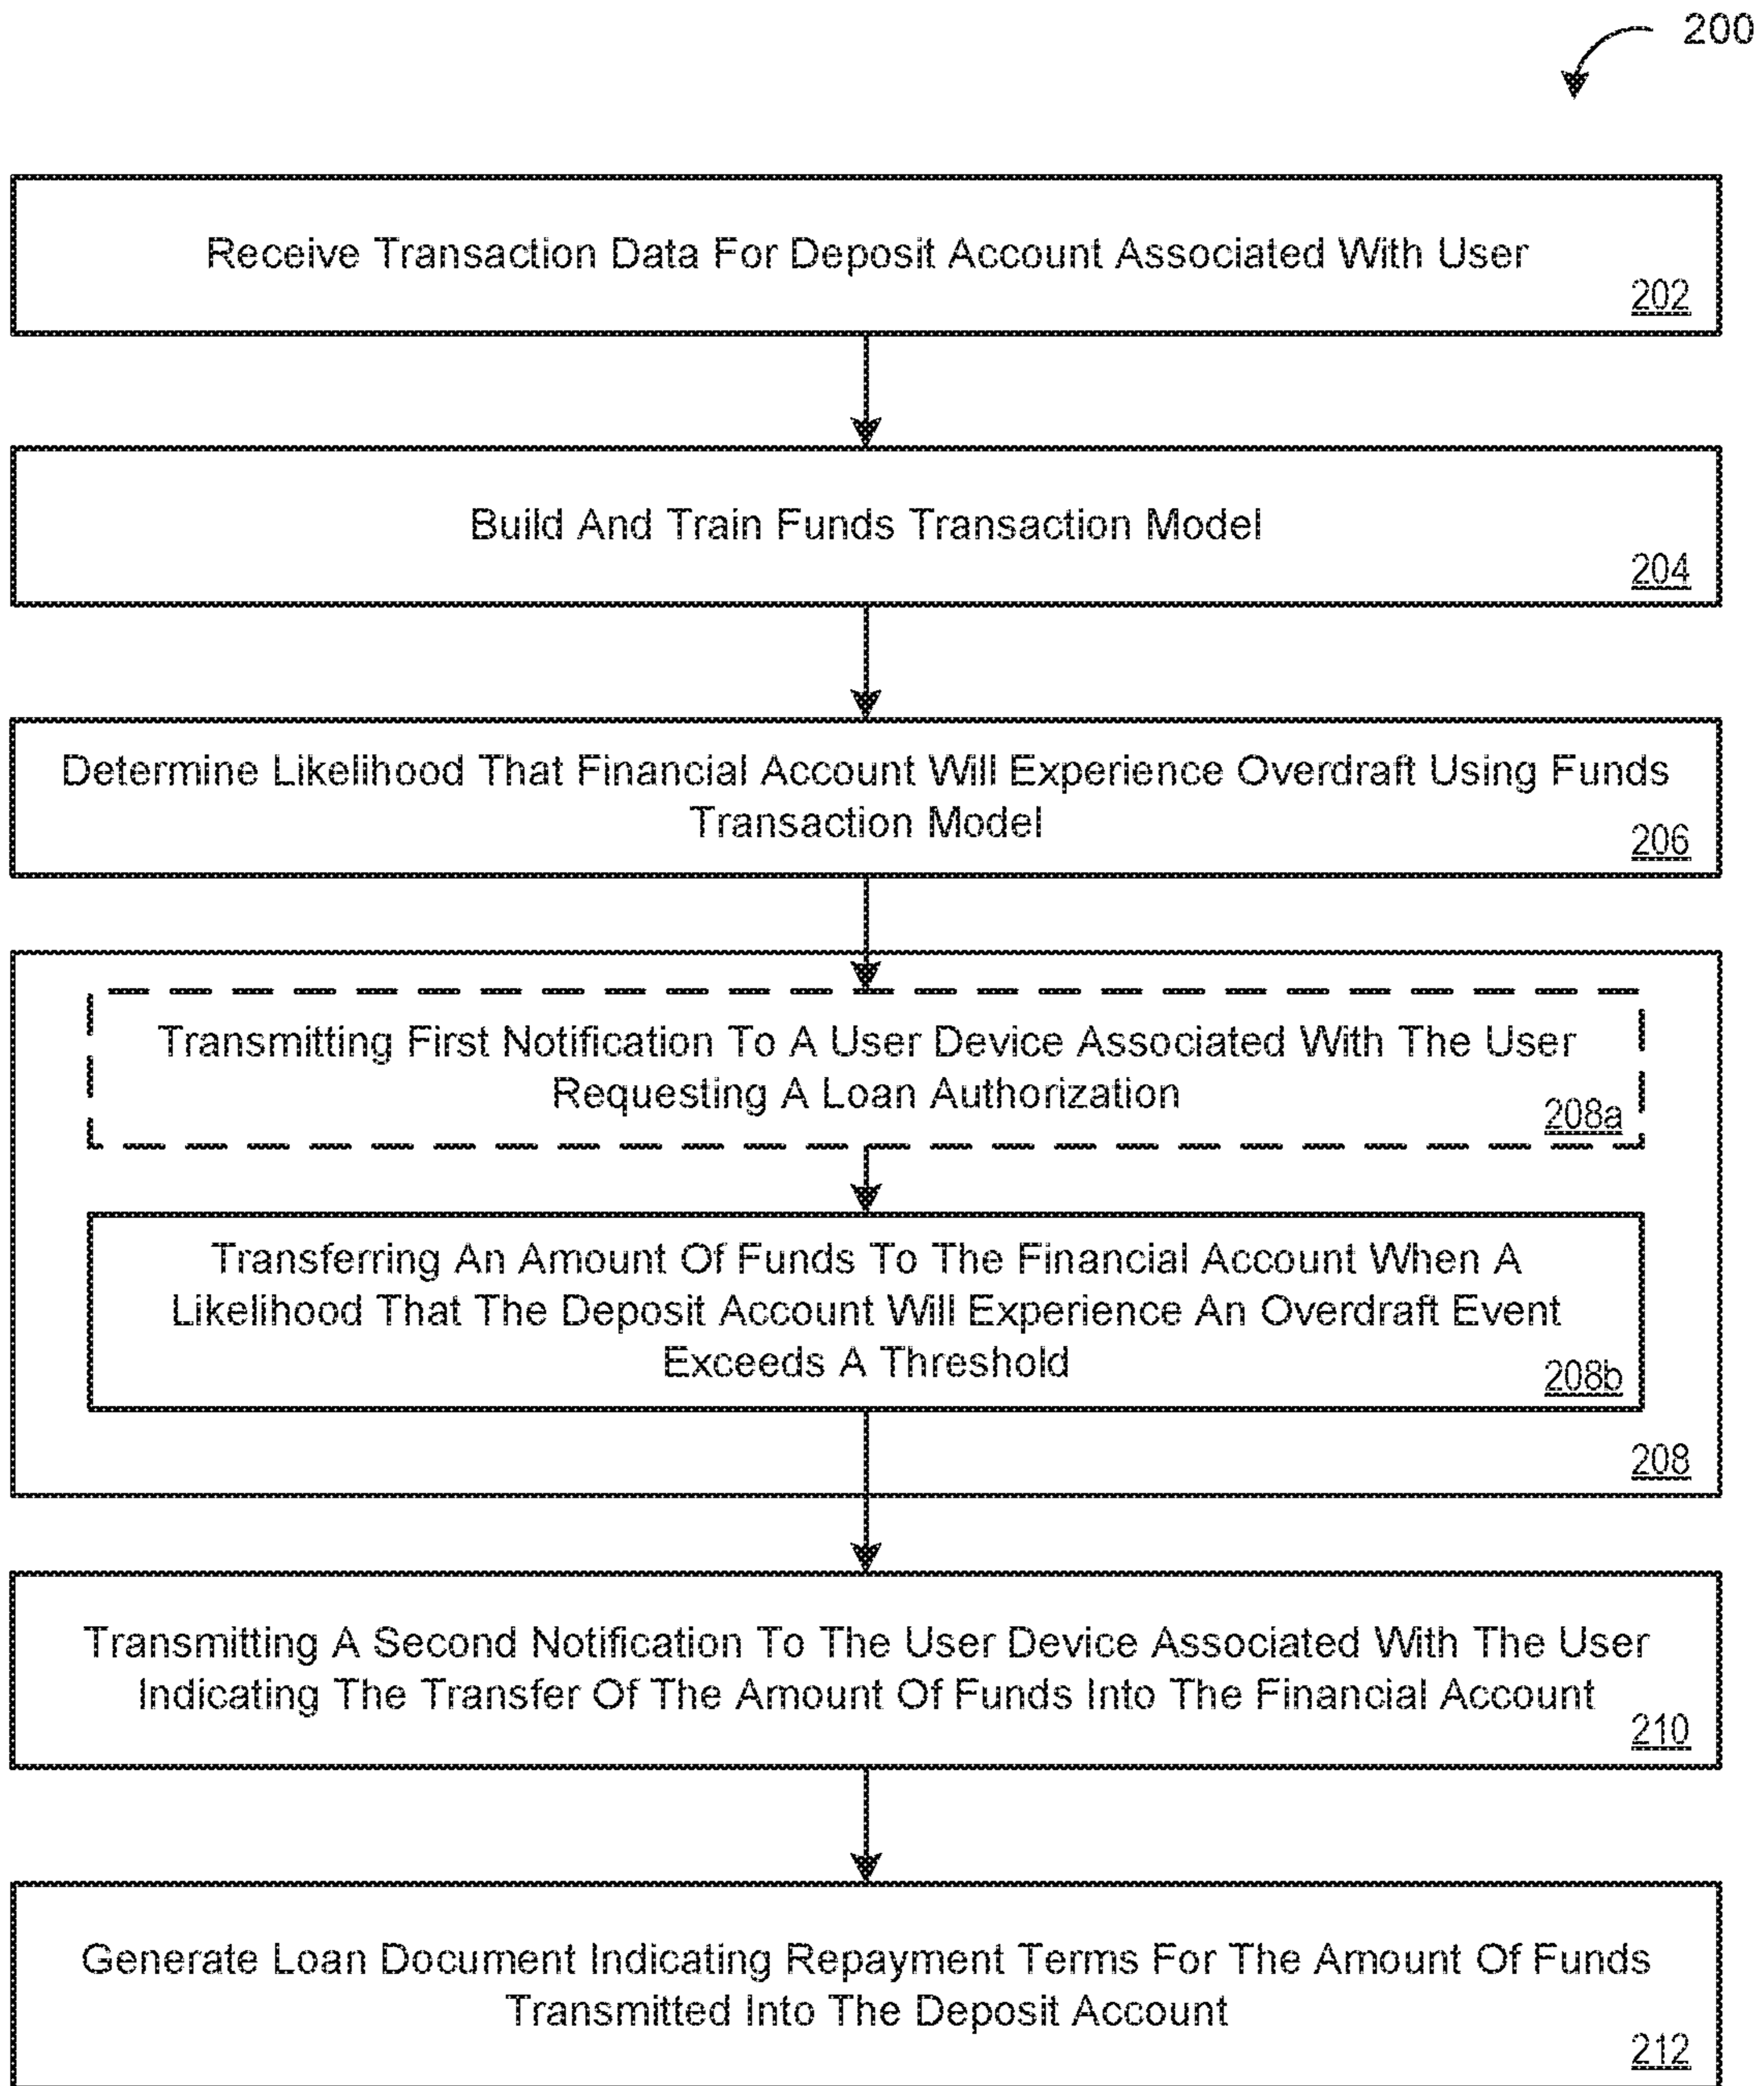 200
Receive Transaction Data For Deposit Account Associated With User
202
Build And Train Funds Transaction Model
204
Determine Likelihood That Financial Account Will Experience Overdraft Using Funds
Transaction Model
206
Transmitting First Notification To A User Device Associated With The User
Requesting A Loan Authorization
208a
Transferring An Amount Of Funds To The Financial Account When A
Likelihood That The Deposit Account Will Experience An Overdraft Event
Exceeds A Threshold
208b
208
Transmitting A Second Notification To The User Device Associated With The User
Indicating The Transfer Of The Amount Of Funds Into The Financial Account
210
Generate Loan Document Indicating Repayment Terms For The Amount Of Funds
Transmitted Into The Deposit Account
212